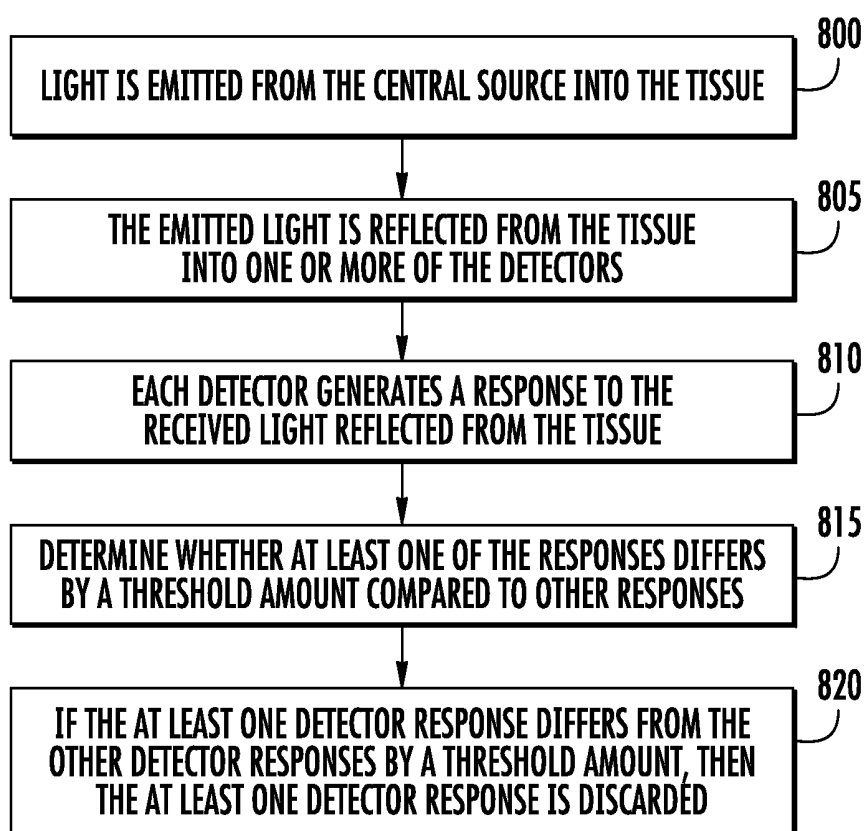 800
LIGHT IS EMITTED FROM THE CENTRAL SOURCE INTO THE TISSUE
805
THE EMITTED LIGHT IS REFLECTED FROM THE TISSUE
INTO ONE OR MORE OF THE DETECTORS
810
EACH DETECTOR GENERATES A RESPONSE TO THE
RECEIVED LIGHT REFLECTED FROM THE TISSUE
815
DETERMINE WHETHER AT LEAST ONE OF THE RESPONSES DIFFERS
BY A THRESHOLD AMOUNT COMPARED TO OTHER RESPONSES
820
IF THE AT LEAST ONE DETECTOR RESPONSE DIFFERS FROM THE
OTHER DETECTOR RESPONSES BY A THRESHOLD AMOUNT, THEN
THE AT LEAST ONE DETECTOR RESPONSE IS DISCARDED